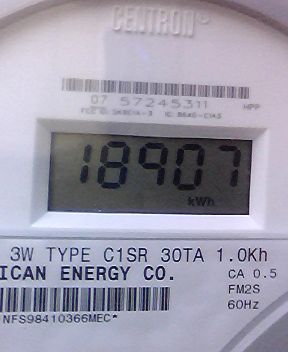 CENTRON®
07 57245311 HPP
18907
kWh
3W TYPE C1SR 30TA 1.0Kh
ICAN ENERGY CO. CA 0.5
FM2S
60Hz
NFS98410366MEC*